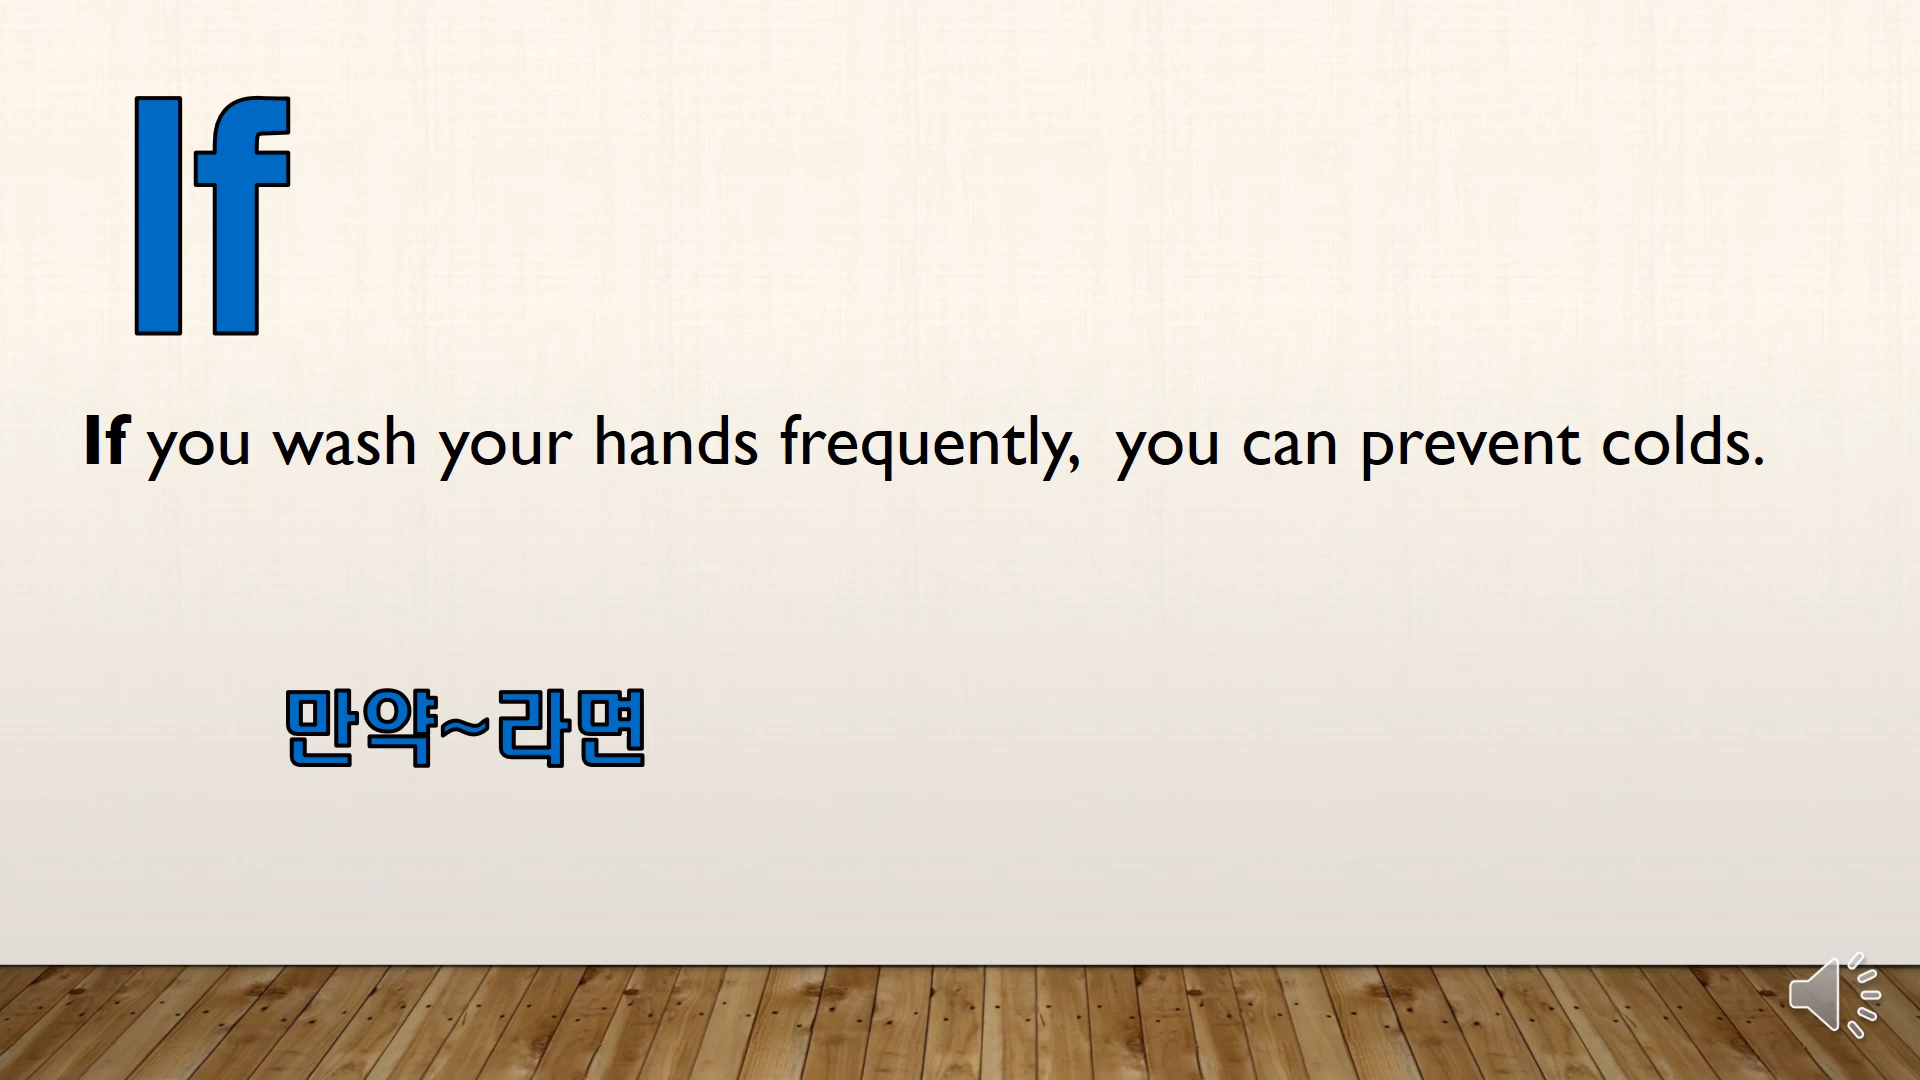 If
If you wash your hands frequently, you can prevent colds.
만약~라면